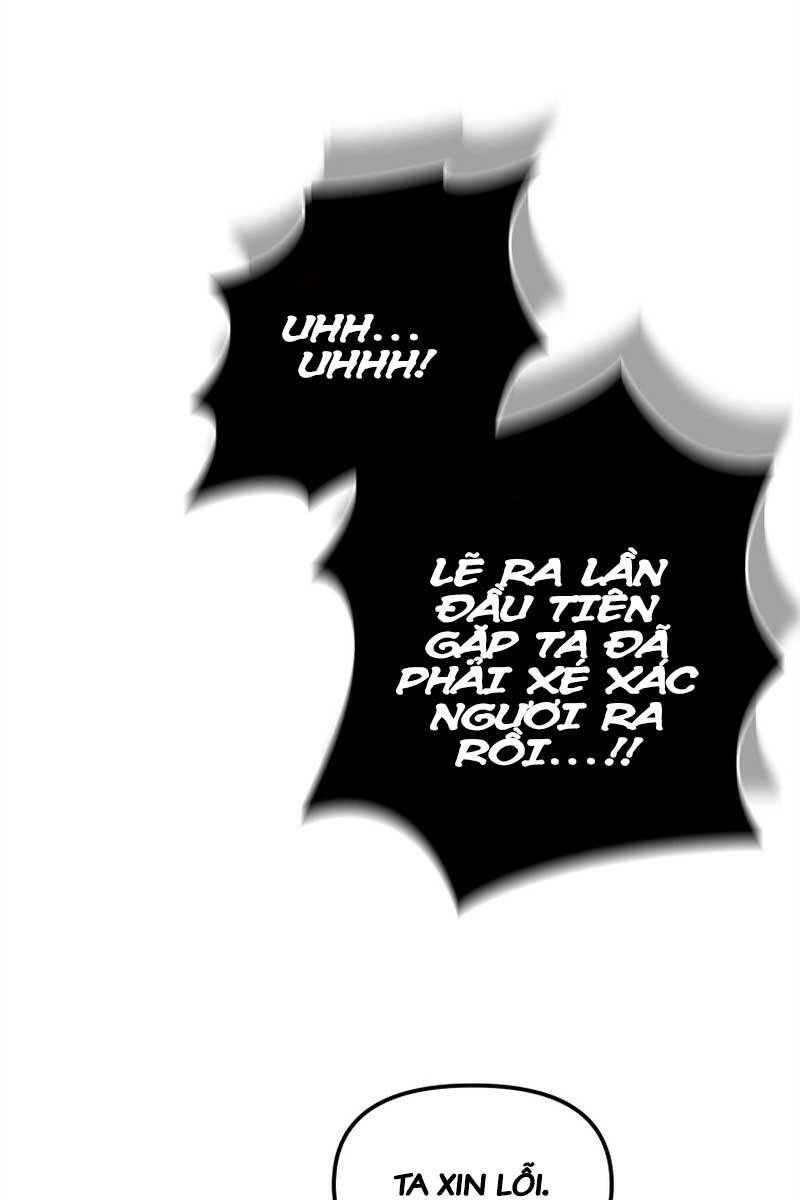 UHH...
UHHH!
LẼ RA LẦN
ĐẦU TIÊN
GẶP TA ĐÃ
PHẢI XÉ XÁC
NGƯƠI RA
RỒI...!!
TA XIN LỖI.